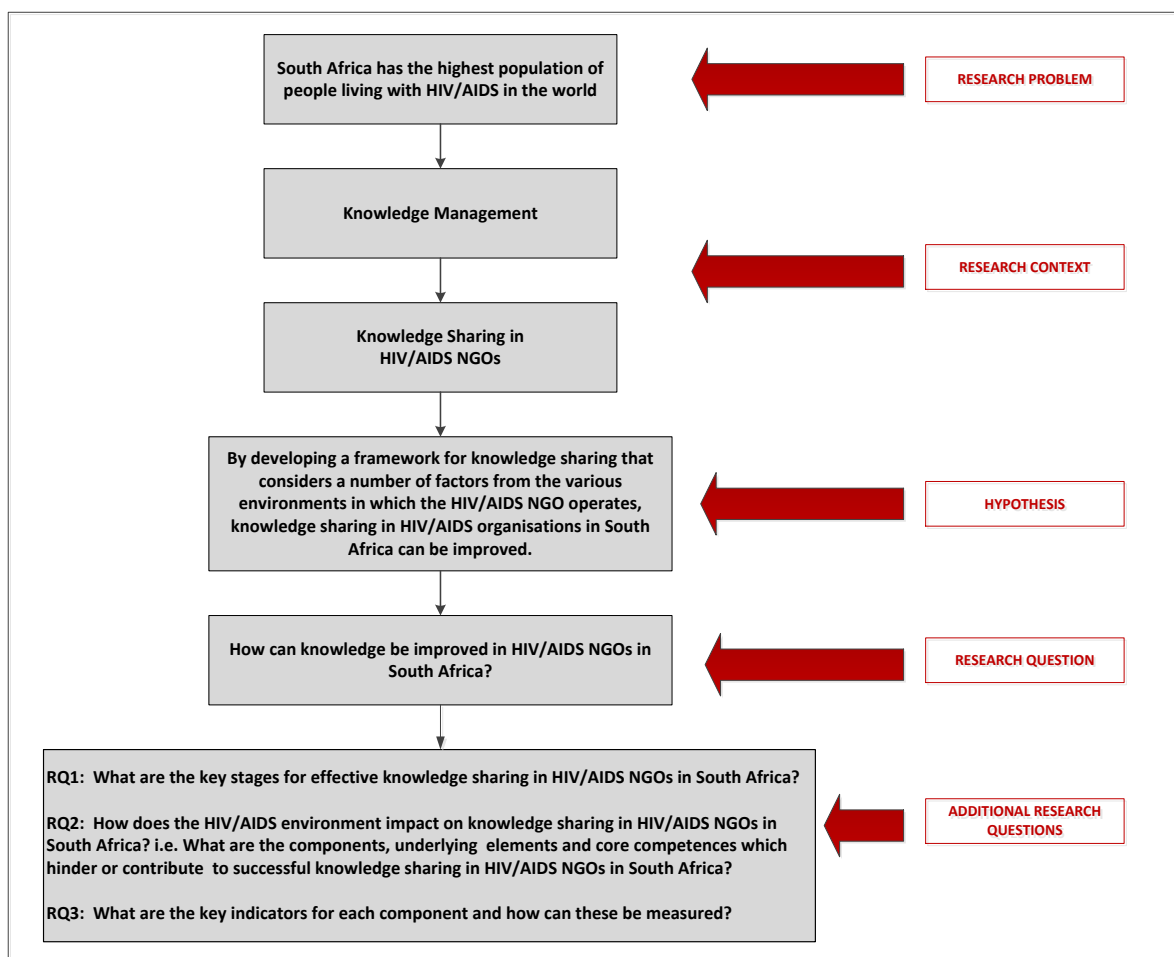 South Africa has the highest population of
people living with HIV/AIDS in the world
RESEARCH PROBLEM
Knowledge Management
RESEARCH CONTEXT
Knowledge Sharing in
HIV/AIDS NGOs
By developing a framework for knowledge sharing that
considers a number of factors from the various
environments in which the HIV/AIDS NGO operates,
knowledge sharing in HIV/AIDS organisations in South
Africa can be improved.
HYPOTHESIS
How can knowledge be improved in HIV/AIDS NGOs in
South Africa?
RESEARCH QUESTION
RQ1: What are the key stages for effective knowledge sharing in HIV/AIDS NGOs in South Africa?
RQ2: How does the HIV/AIDS environment impact on knowledge sharing in HIV/AIDS NGOs in
South Africa? i.e. What are the components, underlying elements and core competences which
hinder or contribute to successful knowledge sharing in HIV/AIDS NGOs in South Africa?
RQ3: What are the key indicators for each component and how can these be measured?
ADDITIONAL RESEARCH
QUESTIONS